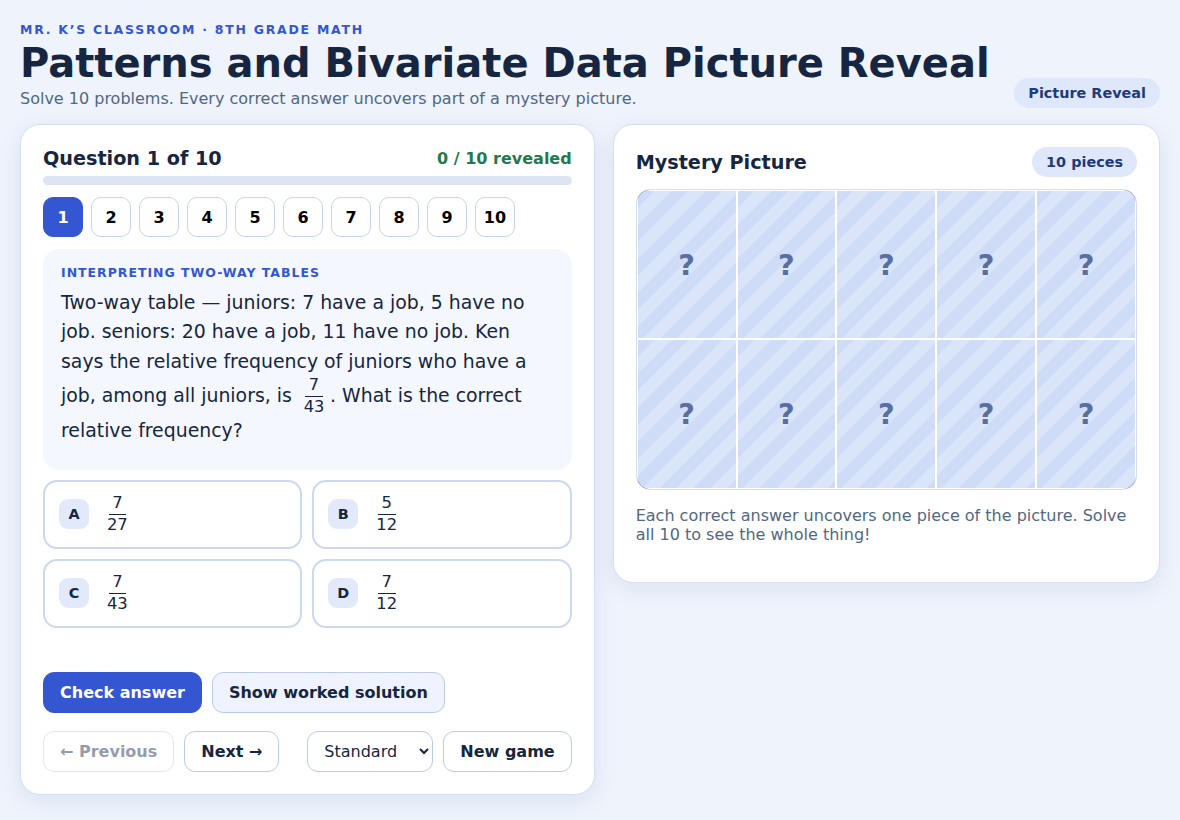 MR. K’S CLASSROOM · 8TH GRADE MATH
Patterns and Bivariate Data Picture Reveal
Solve 10 problems. Every correct answer uncovers part of a mystery picture.
Picture Reveal
Question 1 of 10
0 / 10 revealed
1 2 3 4 5 6 7 8 9 10
INTERPRETING TWO-WAY TABLES
Two-way table — juniors: 7 have a job, 5 have no
job. seniors: 20 have a job, 11 have no job. Ken
says the relative frequency of juniors who have a
job, among all juniors, is 7/43. What is the correct
relative frequency?
A 7/27
B 5/12
C 7/43
D 7/12
Check answer
Show worked solution
← Previous
Next →
Standard
New game
Mystery Picture
10 pieces
? ? ? ? ?
? ? ? ? ?
Each correct answer uncovers one piece of the picture. Solve
all 10 to see the whole thing!